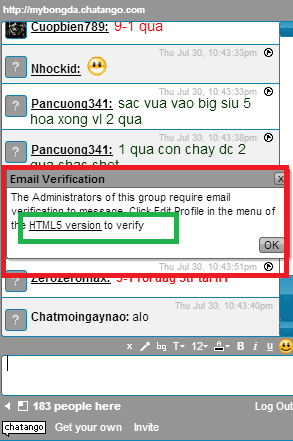 http://mybongda.chatango.com
Cuopbien789: 9-1 qua
Thu Jul 30, 10:43:33pm
? Nhockid:
Thu Jul 30, 10:43:33pm
? Pancuong341: sac vua vao big siu 5
hoa xong vl 2 qua
Thu Jul 30, 10:43:38pm
? Pancuong341: 1 qua con chay dc 2
qua chac chot
Email Verification x
The Administrators of this group require email
verification to message. Click Edit Profile in the menu of
the HTML5 version to verify
OK
Thu Jul 30, 10:43:51pm
Zerozeromax:
Thu Jul 30, 10:43:40pm
? Chatmoingaynao: alo
x bg T 12 A B I u
183 people here Log Out
chatango Get your own Invite